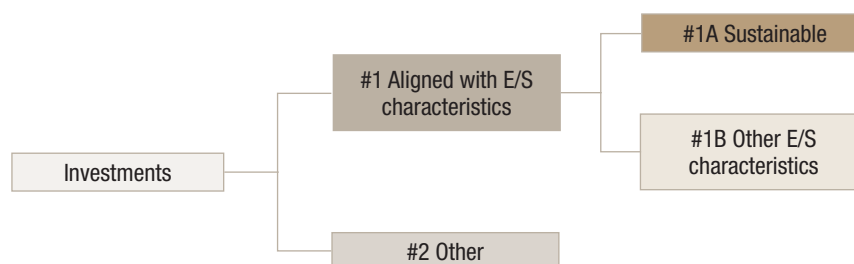 #1A Sustainable
#1 Aligned with E/S
characteristics
#1B Other E/S
characteristics
Investments
#2 Other